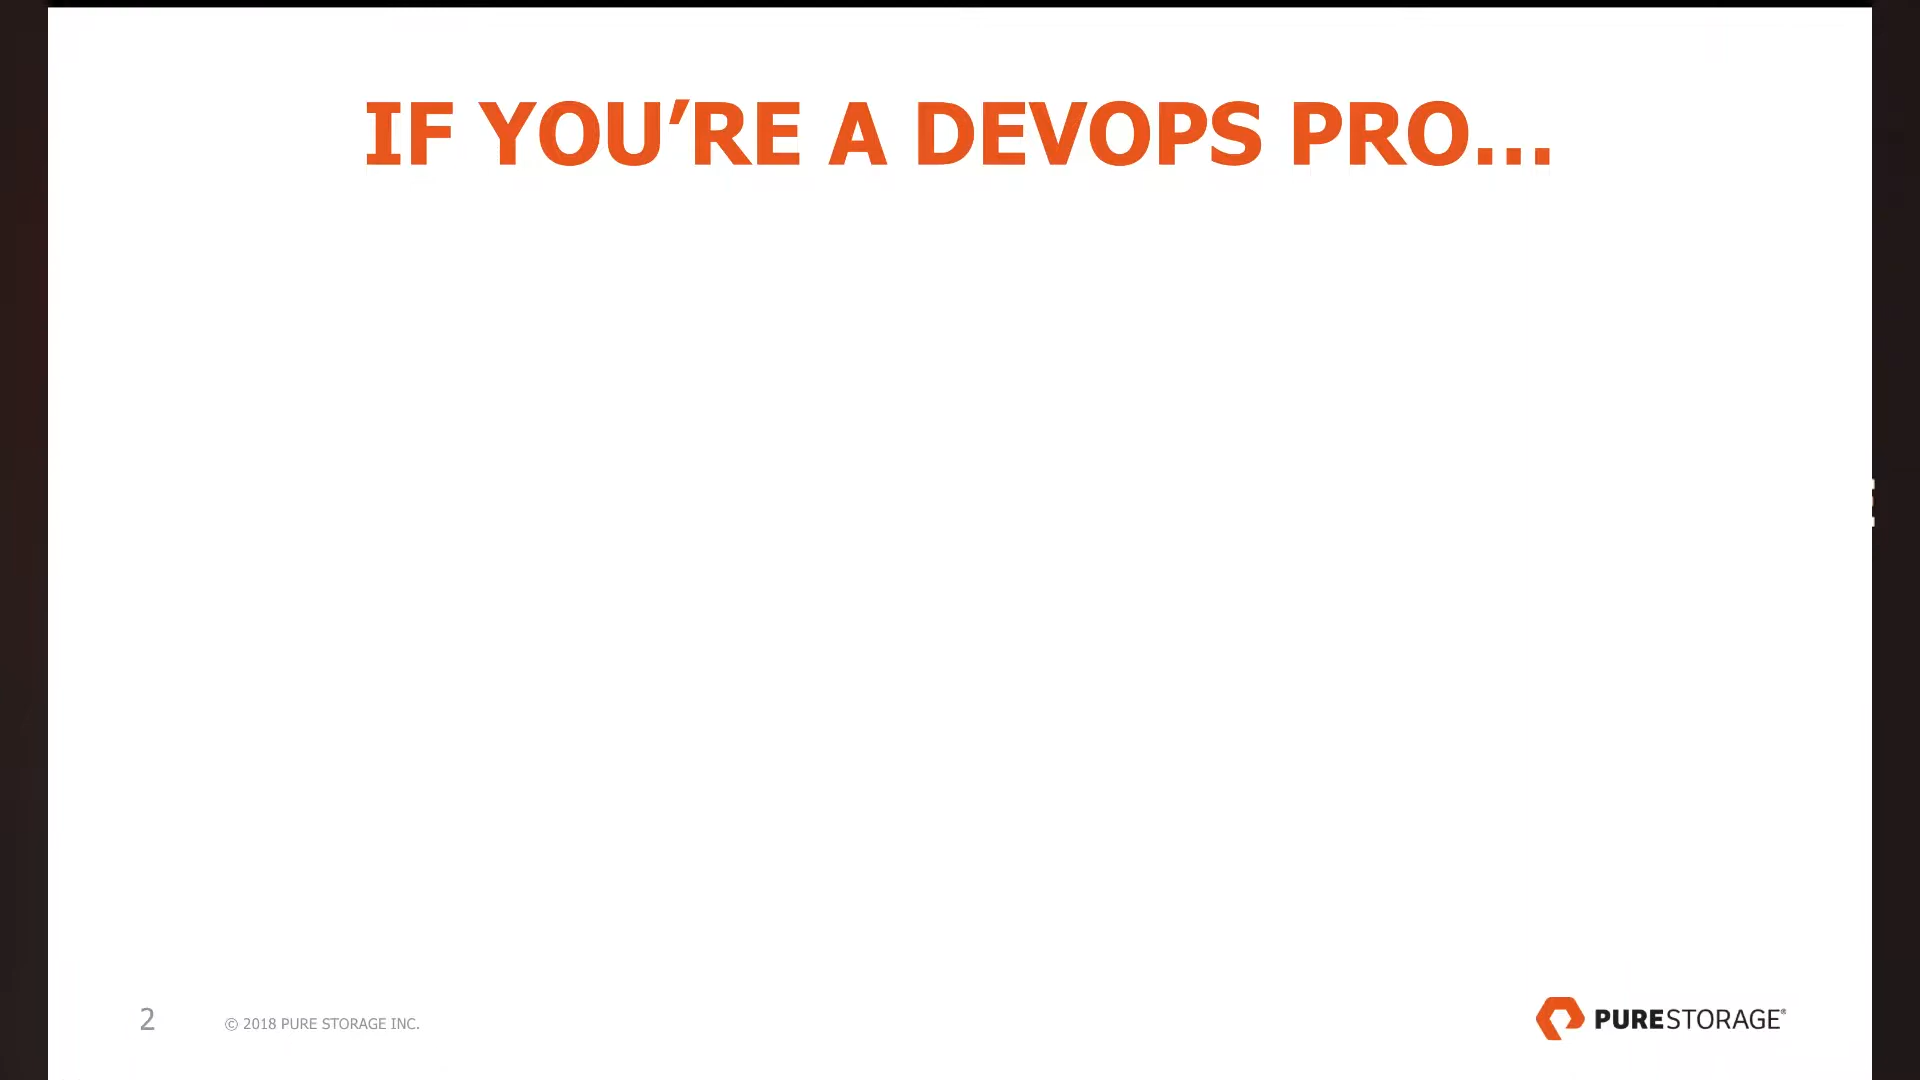 IF YOU’RE A DEVOPS PRO...
2
© 2018 PURE STORAGE INC.
PURESTORAGE®